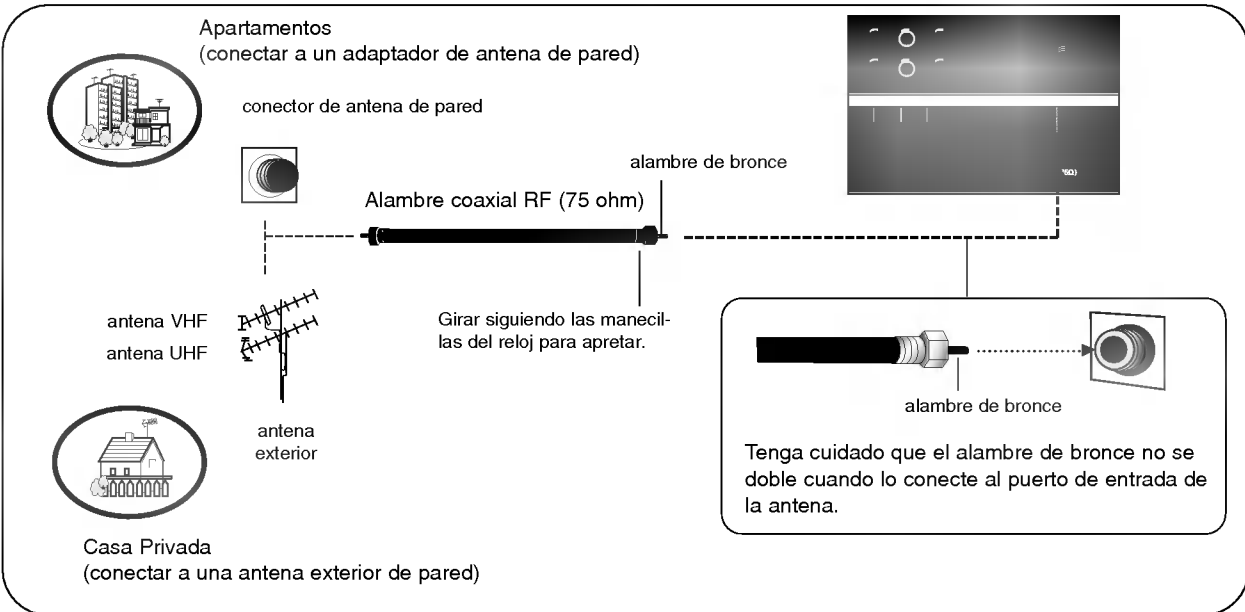 Apartamentos
(conectar a un adaptador de antena de pared)
conector de antena de pared
alambre de bronce
Alambre coaxial RF (75 ohm)
antena VHF
antena UHF
Girar siguiendo las manecil-
las del reloj para apretar.
antena
exterior
alambre de bronce
Tenga cuidado que el alambre de bronce no se
doble cuando lo conecte al puerto de entrada de
la antena.
Casa Privada
(conectar a una antena exterior de pared)